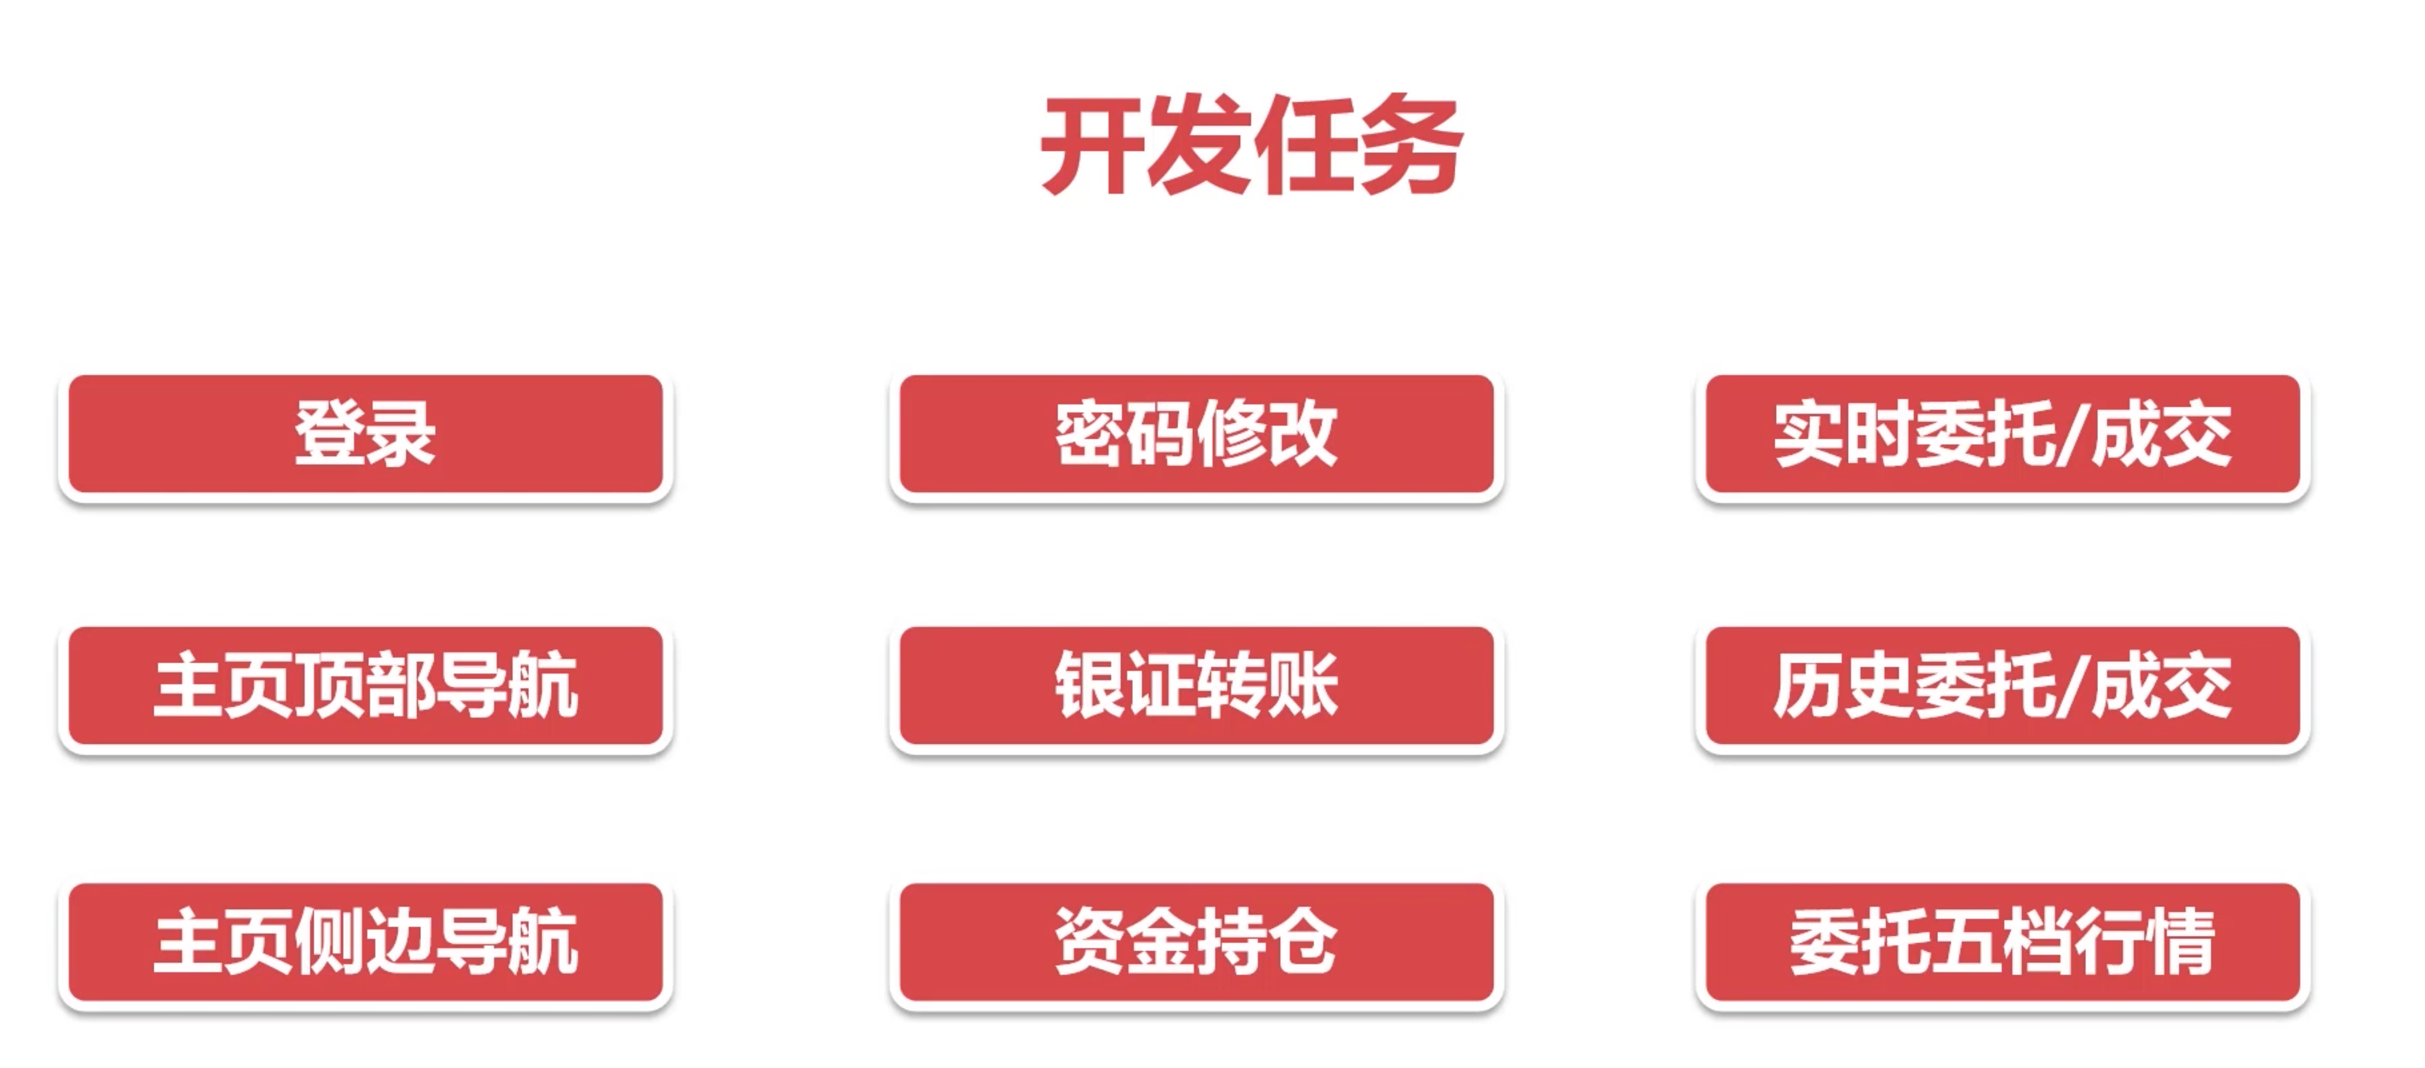 开发任务
登录
密码修改
实时委托/成交
主页顶部导航
银证转账
历史委托/成交
主页侧边导航
资金持仓
委托五档行情